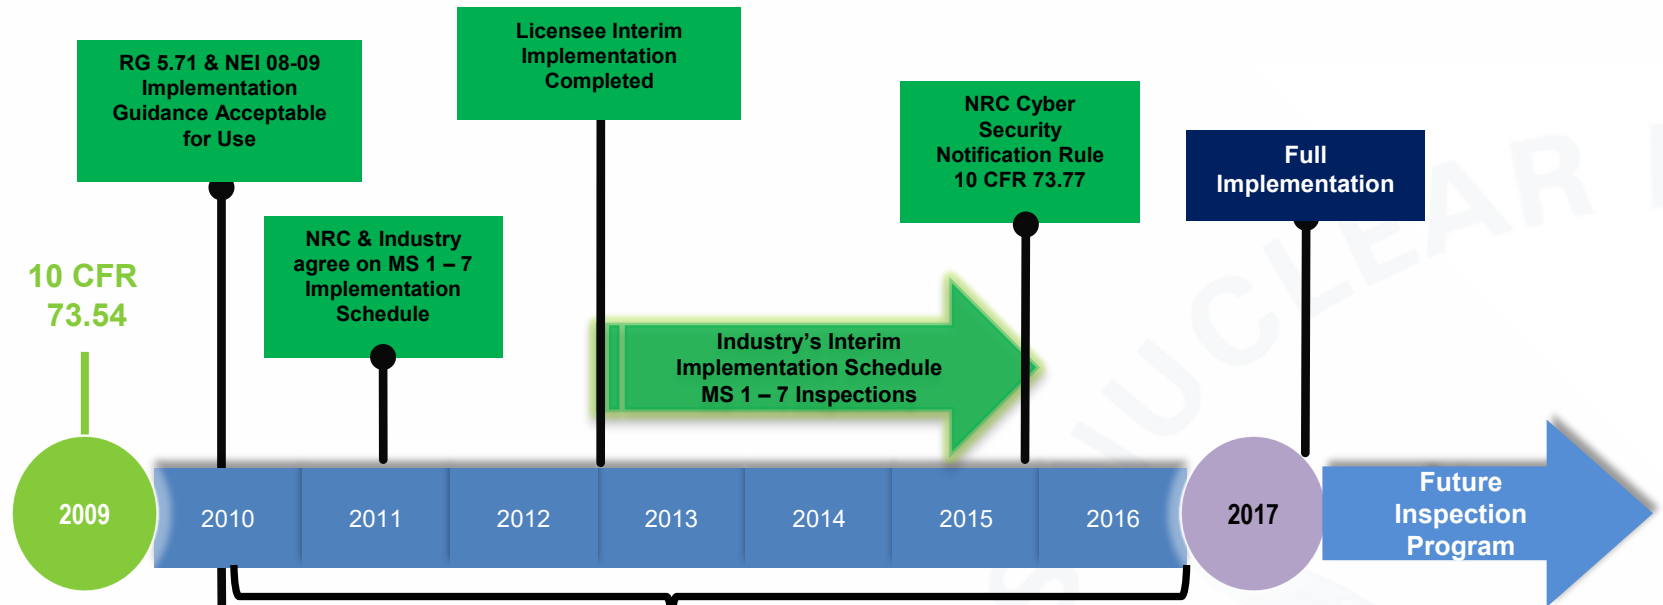 Licensee Interim
Implementation
Completed
RG 5.71 & NEI 08-09
Implementation
Guidance Acceptable
for Use
NRC Cyber
Security
Notification Rule
10 CFR 73.77
Full
Implementation
NRC & Industry
agree on MS 1 – 7
Implementation
Schedule
10 CFR
73.54
Industry's Interim
Implementation Schedule
MS 1 – 7 Inspections
2009
2010
2011
2012
2013
2014
2015
2016
2017
Future
Inspection
Program
S NUCLEAR